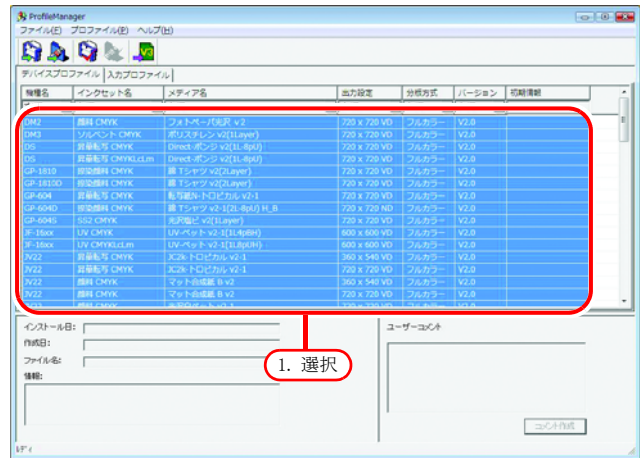 ProfileManager
ファイル(F) プロファイル(P) ヘルプ(H)
V3
デバイスプロファイル 入力プロファイル
機種名 インクセット名 メディア名 出力設定 分版方式 バージョン 初期情報
DM2 顔料 CMYK フォトペーパ光沢 v2 720 x 720 VD フルカラー V2.0
DM3 ソルベント CMYK ポリスチレン v2(1Layer) 720 x 720 VD フルカラー V2.0
DS 昇華転写 CMYK Direct-ポンジ v2(1L-8pU) 720 x 720 VD フルカラー V2.0
DS 昇華転写 CMYKLcLm Direct-ポンジ v2(1L-8pU) 720 x 720 VD フルカラー V2.0
GP-1810 捺染顔料 CMYK 綿 Tシャツ v2(2Layer) 720 x 720 VD フルカラー V2.0
GP-1810D 捺染顔料 CMYK 綿 Tシャツ v2(2Layer) 720 x 720 VD フルカラー V2.0
GP-604 昇華転写 CMYK 転写紙N-トロピカル v2-1 720 x 720 VD フルカラー V2.0
GP-604D 捺染顔料 CMYK 綿 Tシャツ v2-1(2L-8pU) H_B 720 x 720 ND フルカラー V2.0
GP-604S SS2 CMYK 光沢塩ビ v2(1Layer) 720 x 720 VD フルカラー V2.0
JF-16xx UV CMYK UV-ペット v2-1(1L4pBH) 600 x 600 VD フルカラー V2.0
JF-16xx UV CMYKLcLm UV-ペット v2-1(1L8pUH) 600 x 600 VD フルカラー V2.0
JV22 昇華転写 CMYK JC2k-トロピカル v2-1 360 x 540 VD フルカラー V2.0
JV22 昇華転写 CMYK JC2k-トロピカル v2-1 720 x 720 VD フルカラー V2.0
JV22 顔料 CMYK マット合成紙 B v2 360 x 540 VD フルカラー V2.0
JV22 顔料 CMYK マット合成紙 B v2 720 x 720 VD フルカラー V2.0
JV22 顔料 CMYK 720 x 720 VD フルカラー V2.0
インストール日:
作成日:
ファイル名:
情報:
1. 選択
ユーザーコメント
コメント作成
レディ